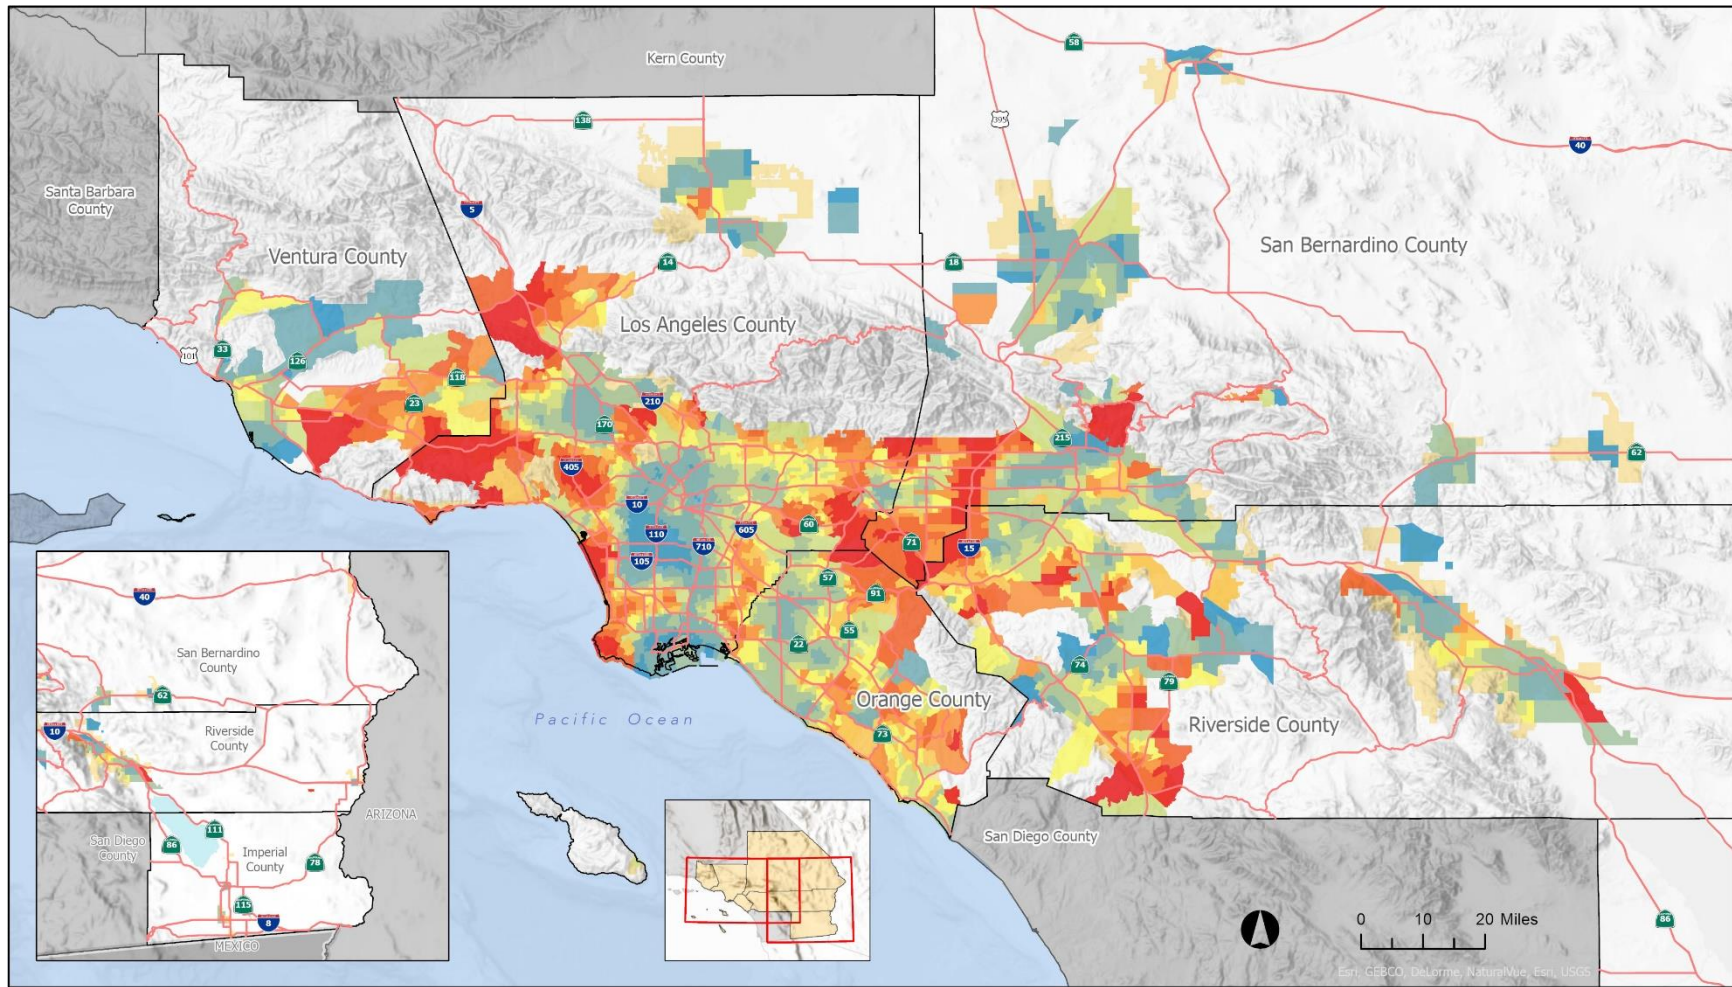 Kern County
58
138
395
40
Santa Barbara
County
5
Ventura County
14
18
San Bernardino County
Los Angeles County
33
101
126
118
23
210
170
215
62
405
10
60
110
605
710
71
15
105
57
91
55
22
74
79
Orange County
Riverside County
73
Pacific Ocean
San Diego County
86
0 10 20 Miles
Esri, GEBCO, DeLorme, NaturalVue, Esri, USGS
40
San Bernardino
County
62
10
Riverside
County
ARIZONA
San Diego
County
111
86
Imperial
County
78
115
8
MEXICO